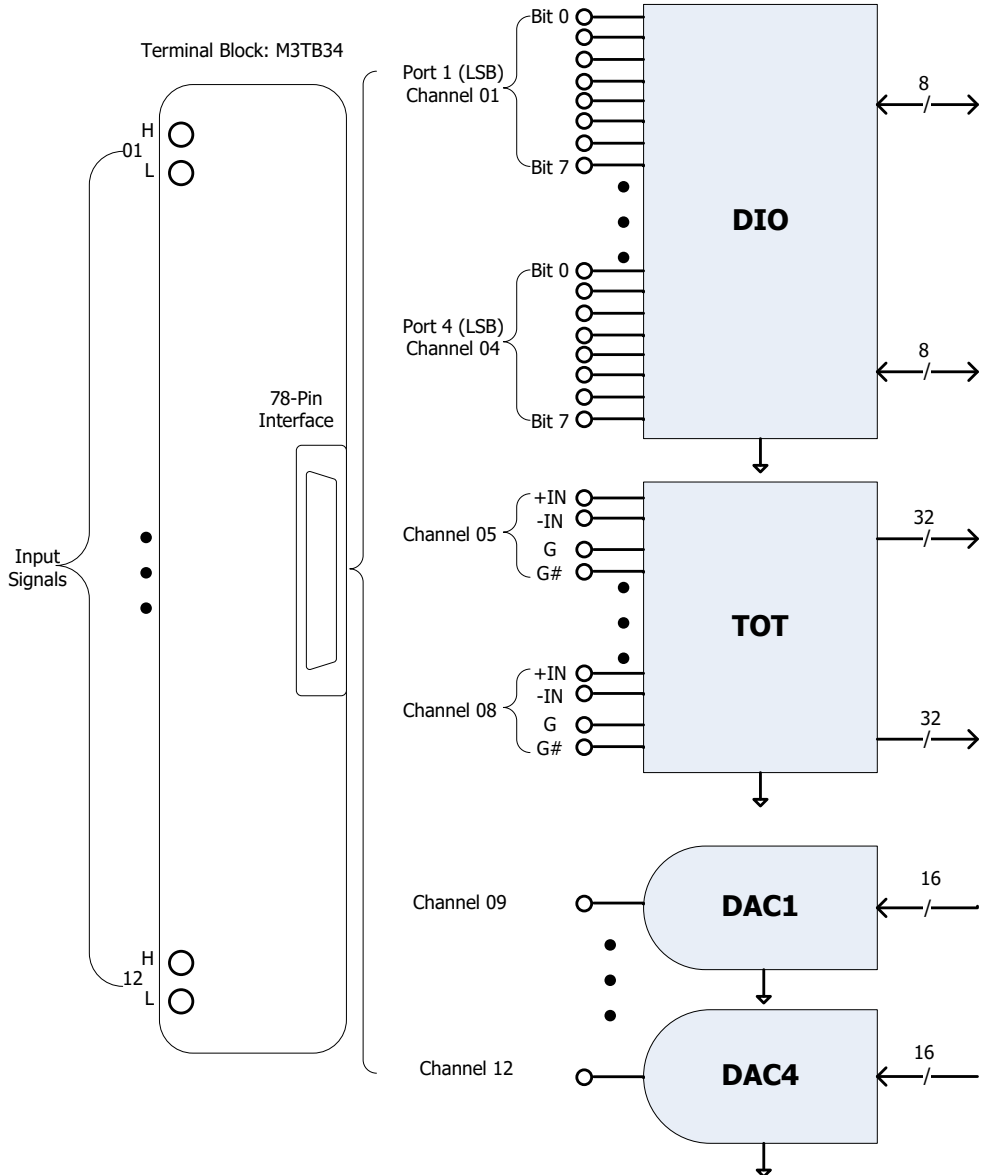 Terminal Block: M3TB34
H
01
L
Input
Signals
H
12
L
78-Pin
Interface
Bit 0
Port 1 (LSB)
Channel 01
Bit 7
Bit 0
Port 4 (LSB)
Channel 04
Bit 7
DIO
8
8
+IN
-IN
Channel 05
G
G#
+IN
-IN
Channel 08
G
G#
TOT
32
32
Channel 09
DAC1
16
Channel 12
DAC4
16